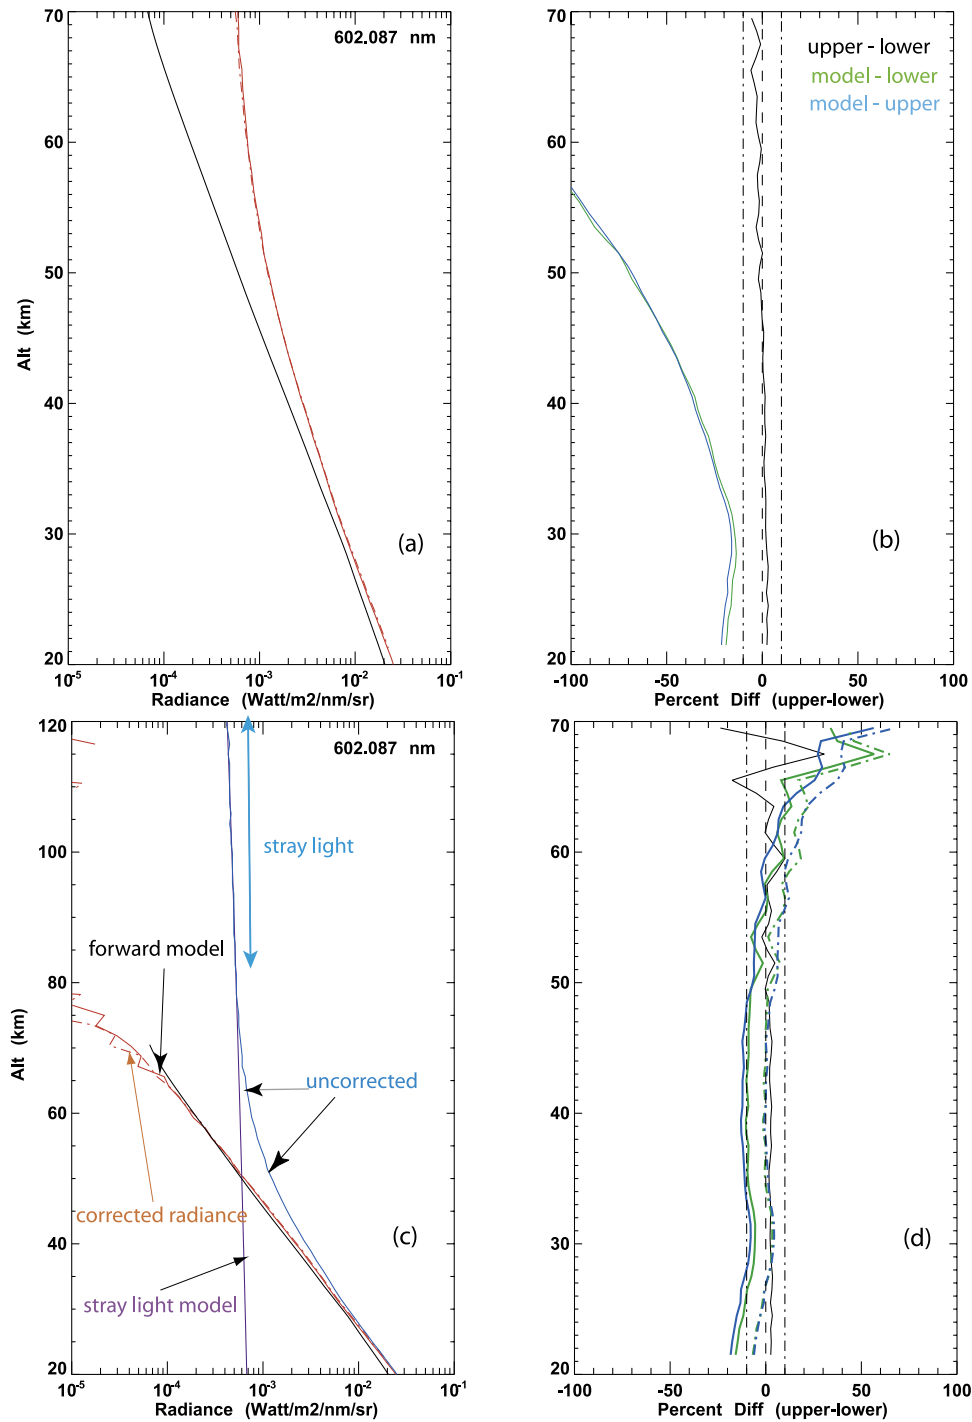 70
60
50
40
30
20
Alt (km)
602.087 nm
(a)
10-5
10-4
10-3
10-2
10-1
Radiance (Watt/m2/nm/sr)
70
60
50
40
30
20
upper - lower
model - lower
model - upper
(b)
-100
-50
0
50
100
Percent Diff (upper-lower)
120
100
80
60
40
20
Alt (km)
602.087 nm
stray light
forward model
uncorrected
corrected radiance
stray light model
(c)
10-5
10-4
10-3
10-2
10-1
Radiance (Watt/m2/nm/sr)
70
60
50
40
30
20
(d)
-100
-50
0
50
100
Percent Diff (upper-lower)